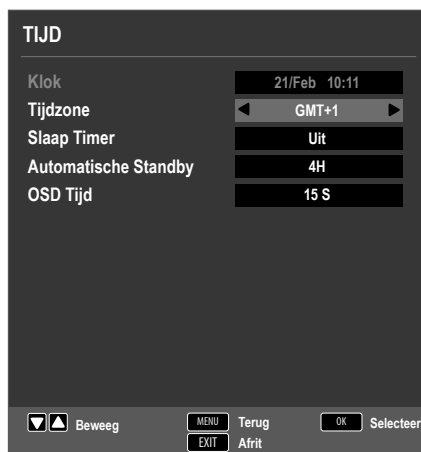 TIJD
Klok 21/Feb 10:11
Tijdzone GMT+1
Slaap Timer Uit
Automatische Standby 4H
OSD Tijd 15 S
Beweeg MENU Terug OK Selecteer
EXIT Afrit